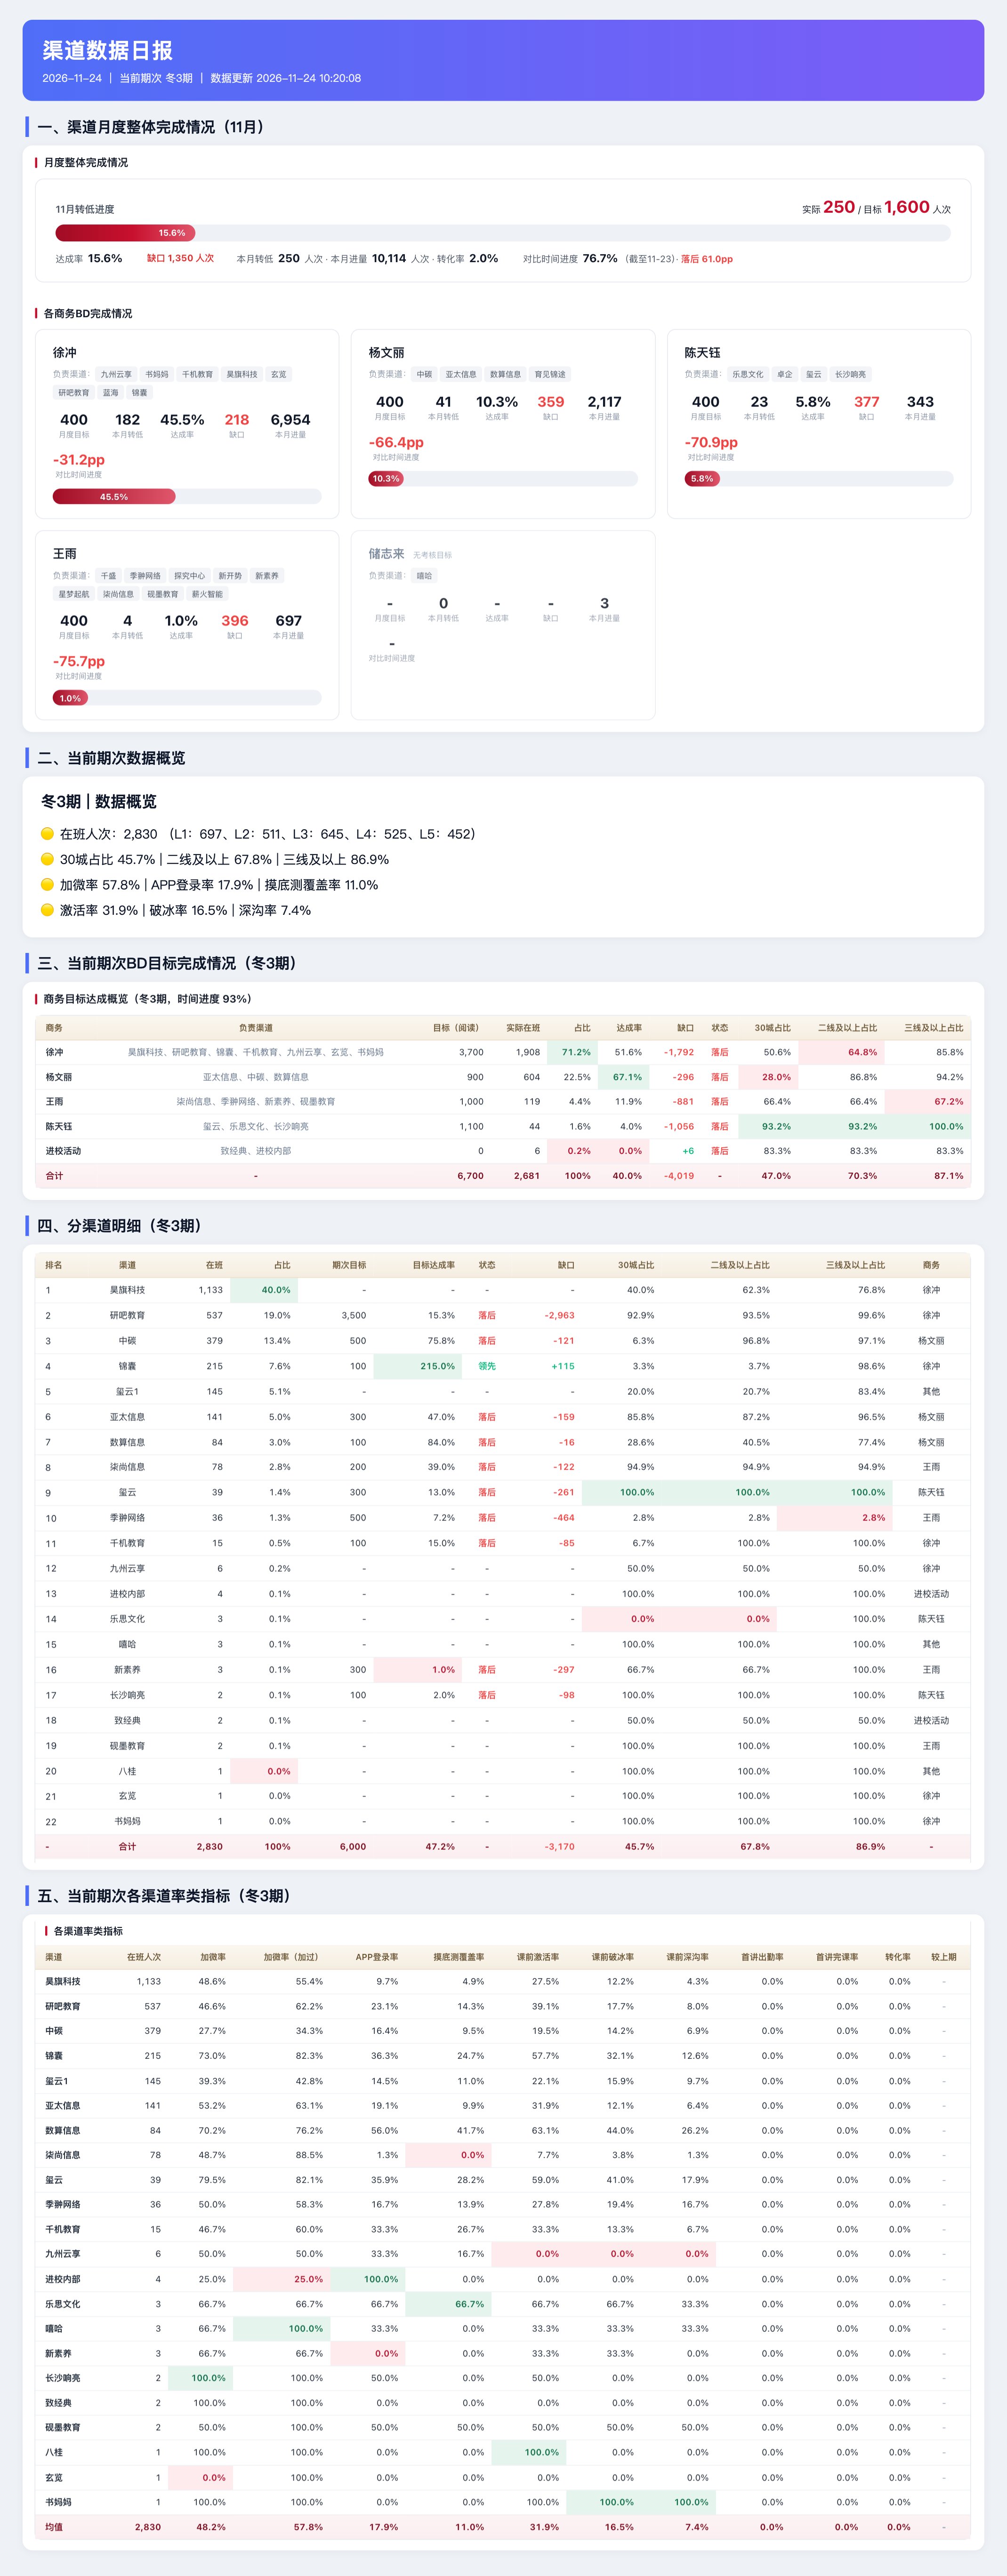 渠道数据日报
2026-11-24 | 当前期次 冬3期 | 数据更新 2026-11-24 10:20:08
一、渠道月度整体完成情况（11月）
月度整体完成情况
11月转低进度 实际 250 / 目标 1,600 人次
15.6%
达成率 15.6% 缺口 1,350 人次 本月转低 250 人次 · 本月进量 10,114 人次 · 转化率 2.0% 对比时间进度 76.7% （截至11-23）· 落后 61.0pp
各商务BD完成情况
徐冲
负责渠道： 九州云享 书妈妈 千机教育 昊旗科技 玄览
研吧教育 蓝海 锦囊
400 182 45.5% 218 6,954
月度目标 本月转低 达成率 缺口 本月进量
-31.2pp
对比时间进度
45.5%
杨文丽
负责渠道： 中碳 亚太信息 数算信息 育见锦途
400 41 10.3% 359 2,117
月度目标 本月转低 达成率 缺口 本月进量
-66.4pp
对比时间进度
10.3%
陈天钰
负责渠道： 乐思文化 卓企 玺云 长沙响亮
400 23 5.8% 377 343
月度目标 本月转低 达成率 缺口 本月进量
-70.9pp
对比时间进度
5.8%
王雨
负责渠道： 千盛 季翀网络 探究中心 新开势 新素养
星梦起航 柒尚信息 砚墨教育 薪火智能
400 4 1.0% 396 697
月度目标 本月转低 达成率 缺口 本月进量
-75.7pp
对比时间进度
1.0%
储志来 无考核目标
负责渠道： 嘻哈
- 0 - - 3
月度目标 本月转低 达成率 缺口 本月进量
-
对比时间进度
二、当前期次数据概览
冬3期 | 数据概览
在班人次：2,830 （L1：697、L2：511、L3：645、L4：525、L5：452）
30城占比 45.7% | 二线及以上 67.8% | 三线及以上 86.9%
加微率 57.8% | APP登录率 17.9% | 摸底测覆盖率 11.0%
激活率 31.9% | 破冰率 16.5% | 深沟率 7.4%
三、当前期次BD目标完成情况（冬3期）
商务目标达成概览（冬3期，时间进度 93%）
商务 负责渠道 目标（阅读） 实际在班 占比 达成率 缺口 状态 30城占比 二线及以上占比 三线及以上占比
徐冲 昊旗科技、研吧教育、锦囊、千机教育、九州云享、玄览、书妈妈 3,700 1,908 71.2% 51.6% -1,792 落后 50.6% 64.8% 85.8%
杨文丽 亚太信息、中碳、数算信息 900 604 22.5% 67.1% -296 落后 28.0% 86.8% 94.2%
王雨 柒尚信息、季翀网络、新素养、砚墨教育 1,000 119 4.4% 11.9% -881 落后 66.4% 66.4% 67.2%
陈天钰 玺云、乐思文化、长沙响亮 1,100 44 1.6% 4.0% -1,056 落后 93.2% 93.2% 100.0%
进校活动 致经典、进校内部 0 6 0.2% 0.0% +6 落后 83.3% 83.3% 83.3%
合计 - 6,700 2,681 100% 40.0% -4,019 - 47.0% 70.3% 87.1%
四、分渠道明细（冬3期）
排名 渠道 在班 占比 期次目标 目标达成率 状态 缺口 30城占比 二线及以上占比 三线及以上占比 商务
1 昊旗科技 1,133 40.0% - - - - 40.0% 62.3% 76.8% 徐冲
2 研吧教育 537 19.0% 3,500 15.3% 落后 -2,963 92.9% 93.5% 99.6% 徐冲
3 中碳 379 13.4% 500 75.8% 落后 -121 6.3% 96.8% 97.1% 杨文丽
4 锦囊 215 7.6% 100 215.0% 领先 +115 3.3% 3.7% 98.6% 徐冲
5 玺云1 145 5.1% - - - - 20.0% 20.7% 83.4% 其他
6 亚太信息 141 5.0% 300 47.0% 落后 -159 85.8% 87.2% 96.5% 杨文丽
7 数算信息 84 3.0% 100 84.0% 落后 -16 28.6% 40.5% 77.4% 杨文丽
8 柒尚信息 78 2.8% 200 39.0% 落后 -122 94.9% 94.9% 94.9% 王雨
9 玺云 39 1.4% 300 13.0% 落后 -261 100.0% 100.0% 100.0% 陈天钰
10 季翀网络 36 1.3% 500 7.2% 落后 -464 2.8% 2.8% 2.8% 王雨
11 千机教育 15 0.5% 100 15.0% 落后 -85 6.7% 100.0% 100.0% 徐冲
12 九州云享 6 0.2% - - - - 50.0% 50.0% 50.0% 徐冲
13 进校内部 4 0.1% - - - - 100.0% 100.0% 100.0% 进校活动
14 乐思文化 3 0.1% - - - - 0.0% 0.0% 100.0% 陈天钰
15 嘻哈 3 0.1% - - - - 100.0% 100.0% 100.0% 其他
16 新素养 3 0.1% 300 1.0% 落后 -297 66.7% 66.7% 100.0% 王雨
17 长沙响亮 2 0.1% 100 2.0% 落后 -98 100.0% 100.0% 100.0% 陈天钰
18 致经典 2 0.1% - - - - 50.0% 50.0% 50.0% 进校活动
19 砚墨教育 2 0.1% - - - - 100.0% 100.0% 100.0% 王雨
20 八桂 1 0.0% - - - - 100.0% 100.0% 100.0% 其他
21 玄览 1 0.0% - - - - 100.0% 100.0% 100.0% 徐冲
22 书妈妈 1 0.0% - - - - 100.0% 100.0% 100.0% 徐冲
- 合计 2,830 100% 6,000 47.2% - -3,170 45.7% 67.8% 86.9% -
五、当前期次各渠道率类指标（冬3期）
各渠道率类指标
渠道 在班人次 加微率 加微率（加过） APP登录率 摸底测覆盖率 课前激活率 课前破冰率 课前深沟率 首讲出勤率 首讲完课率 转化率 较上期
昊旗科技 1,133 48.6% 55.4% 9.7% 4.9% 27.5% 12.2% 4.3% 0.0% 0.0% 0.0% -
研吧教育 537 46.6% 62.2% 23.1% 14.3% 39.1% 17.7% 8.0% 0.0% 0.0% 0.0% -
中碳 379 27.7% 34.3% 16.4% 9.5% 19.5% 14.2% 6.9% 0.0% 0.0% 0.0% -
锦囊 215 73.0% 82.3% 36.3% 24.7% 57.7% 32.1% 12.6% 0.0% 0.0% 0.0% -
玺云1 145 39.3% 42.8% 14.5% 11.0% 22.1% 15.9% 9.7% 0.0% 0.0% 0.0% -
亚太信息 141 53.2% 63.1% 19.1% 9.9% 31.9% 12.1% 6.4% 0.0% 0.0% 0.0% -
数算信息 84 70.2% 76.2% 56.0% 41.7% 63.1% 44.0% 26.2% 0.0% 0.0% 0.0% -
柒尚信息 78 48.7% 88.5% 1.3% 0.0% 7.7% 3.8% 1.3% 0.0% 0.0% 0.0% -
玺云 39 79.5% 82.1% 35.9% 28.2% 59.0% 41.0% 17.9% 0.0% 0.0% 0.0% -
季翀网络 36 50.0% 58.3% 16.7% 13.9% 27.8% 19.4% 16.7% 0.0% 0.0% 0.0% -
千机教育 15 46.7% 60.0% 33.3% 26.7% 33.3% 13.3% 6.7% 0.0% 0.0% 0.0% -
九州云享 6 50.0% 50.0% 33.3% 16.7% 0.0% 0.0% 0.0% 0.0% 0.0% 0.0% -
进校内部 4 25.0% 25.0% 100.0% 0.0% 0.0% 0.0% 0.0% 0.0% 0.0% 0.0% -
乐思文化 3 66.7% 66.7% 66.7% 66.7% 66.7% 66.7% 33.3% 0.0% 0.0% 0.0% -
嘻哈 3 66.7% 100.0% 33.3% 0.0% 33.3% 33.3% 33.3% 0.0% 0.0% 0.0% -
新素养 3 66.7% 66.7% 0.0% 0.0% 33.3% 33.3% 0.0% 0.0% 0.0% 0.0% -
长沙响亮 2 100.0% 100.0% 50.0% 0.0% 50.0% 0.0% 0.0% 0.0% 0.0% 0.0% -
致经典 2 100.0% 100.0% 0.0% 0.0% 0.0% 0.0% 0.0% 0.0% 0.0% 0.0% -
砚墨教育 2 50.0% 100.0% 50.0% 50.0% 50.0% 50.0% 50.0% 0.0% 0.0% 0.0% -
八桂 1 100.0% 100.0% 0.0% 0.0% 100.0% 0.0% 0.0% 0.0% 0.0% 0.0% -
玄览 1 0.0% 100.0% 0.0% 0.0% 0.0% 0.0% 0.0% 0.0% 0.0% 0.0% -
书妈妈 1 100.0% 100.0% 0.0% 0.0% 100.0% 100.0% 100.0% 0.0% 0.0% 0.0% -
均值 2,830 48.2% 57.8% 17.9% 11.0% 31.9% 16.5% 7.4% 0.0% 0.0% 0.0% -